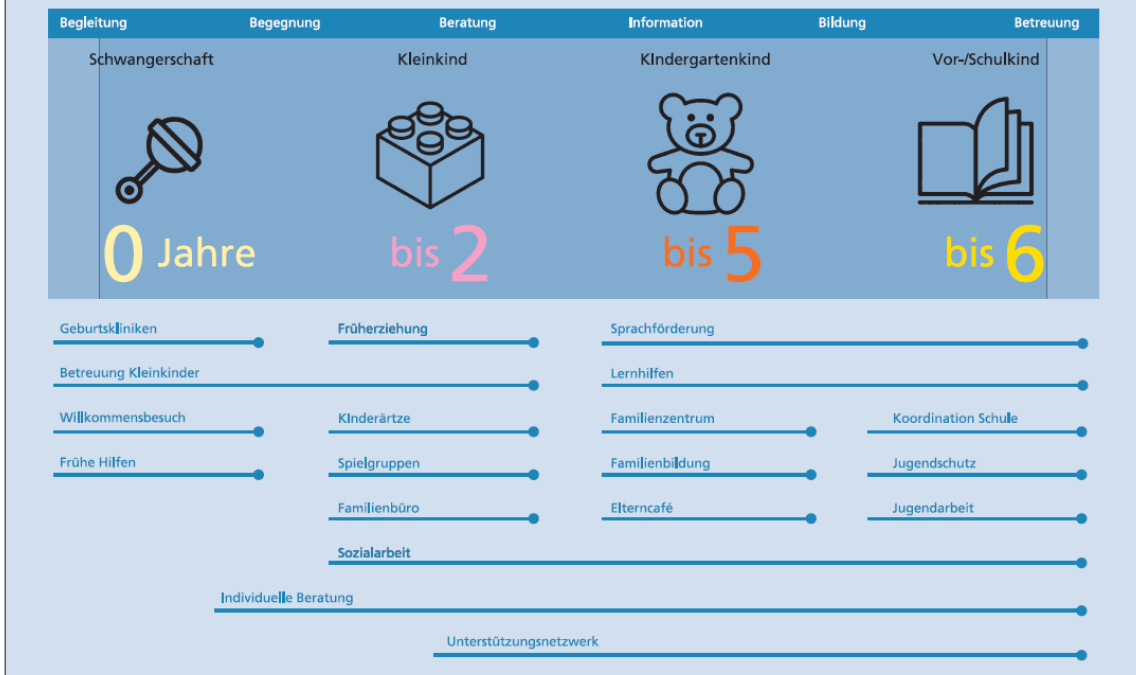 Begleitung Begegnung Beratung Information Bildung Betreuung
Schwangerschaft Kleinkind KIndergartenkind Vor-/Schulkind
0 Jahre bis 2 bis 5 bis 6
Geburtskliniken Früherziehung Sprachförderung
Betreuung Kleinkinder Lernhilfen
Willkommensbesuch KInderärtze Familienzentrum Koordination Schule
Frühe Hilfen Spielgruppen Familienbildung Jugendschutz
Familienbüro Elterncafé Jugendarbeit
Sozialarbeit
Individuelle Beratung
Unterstützungsnetzwerk